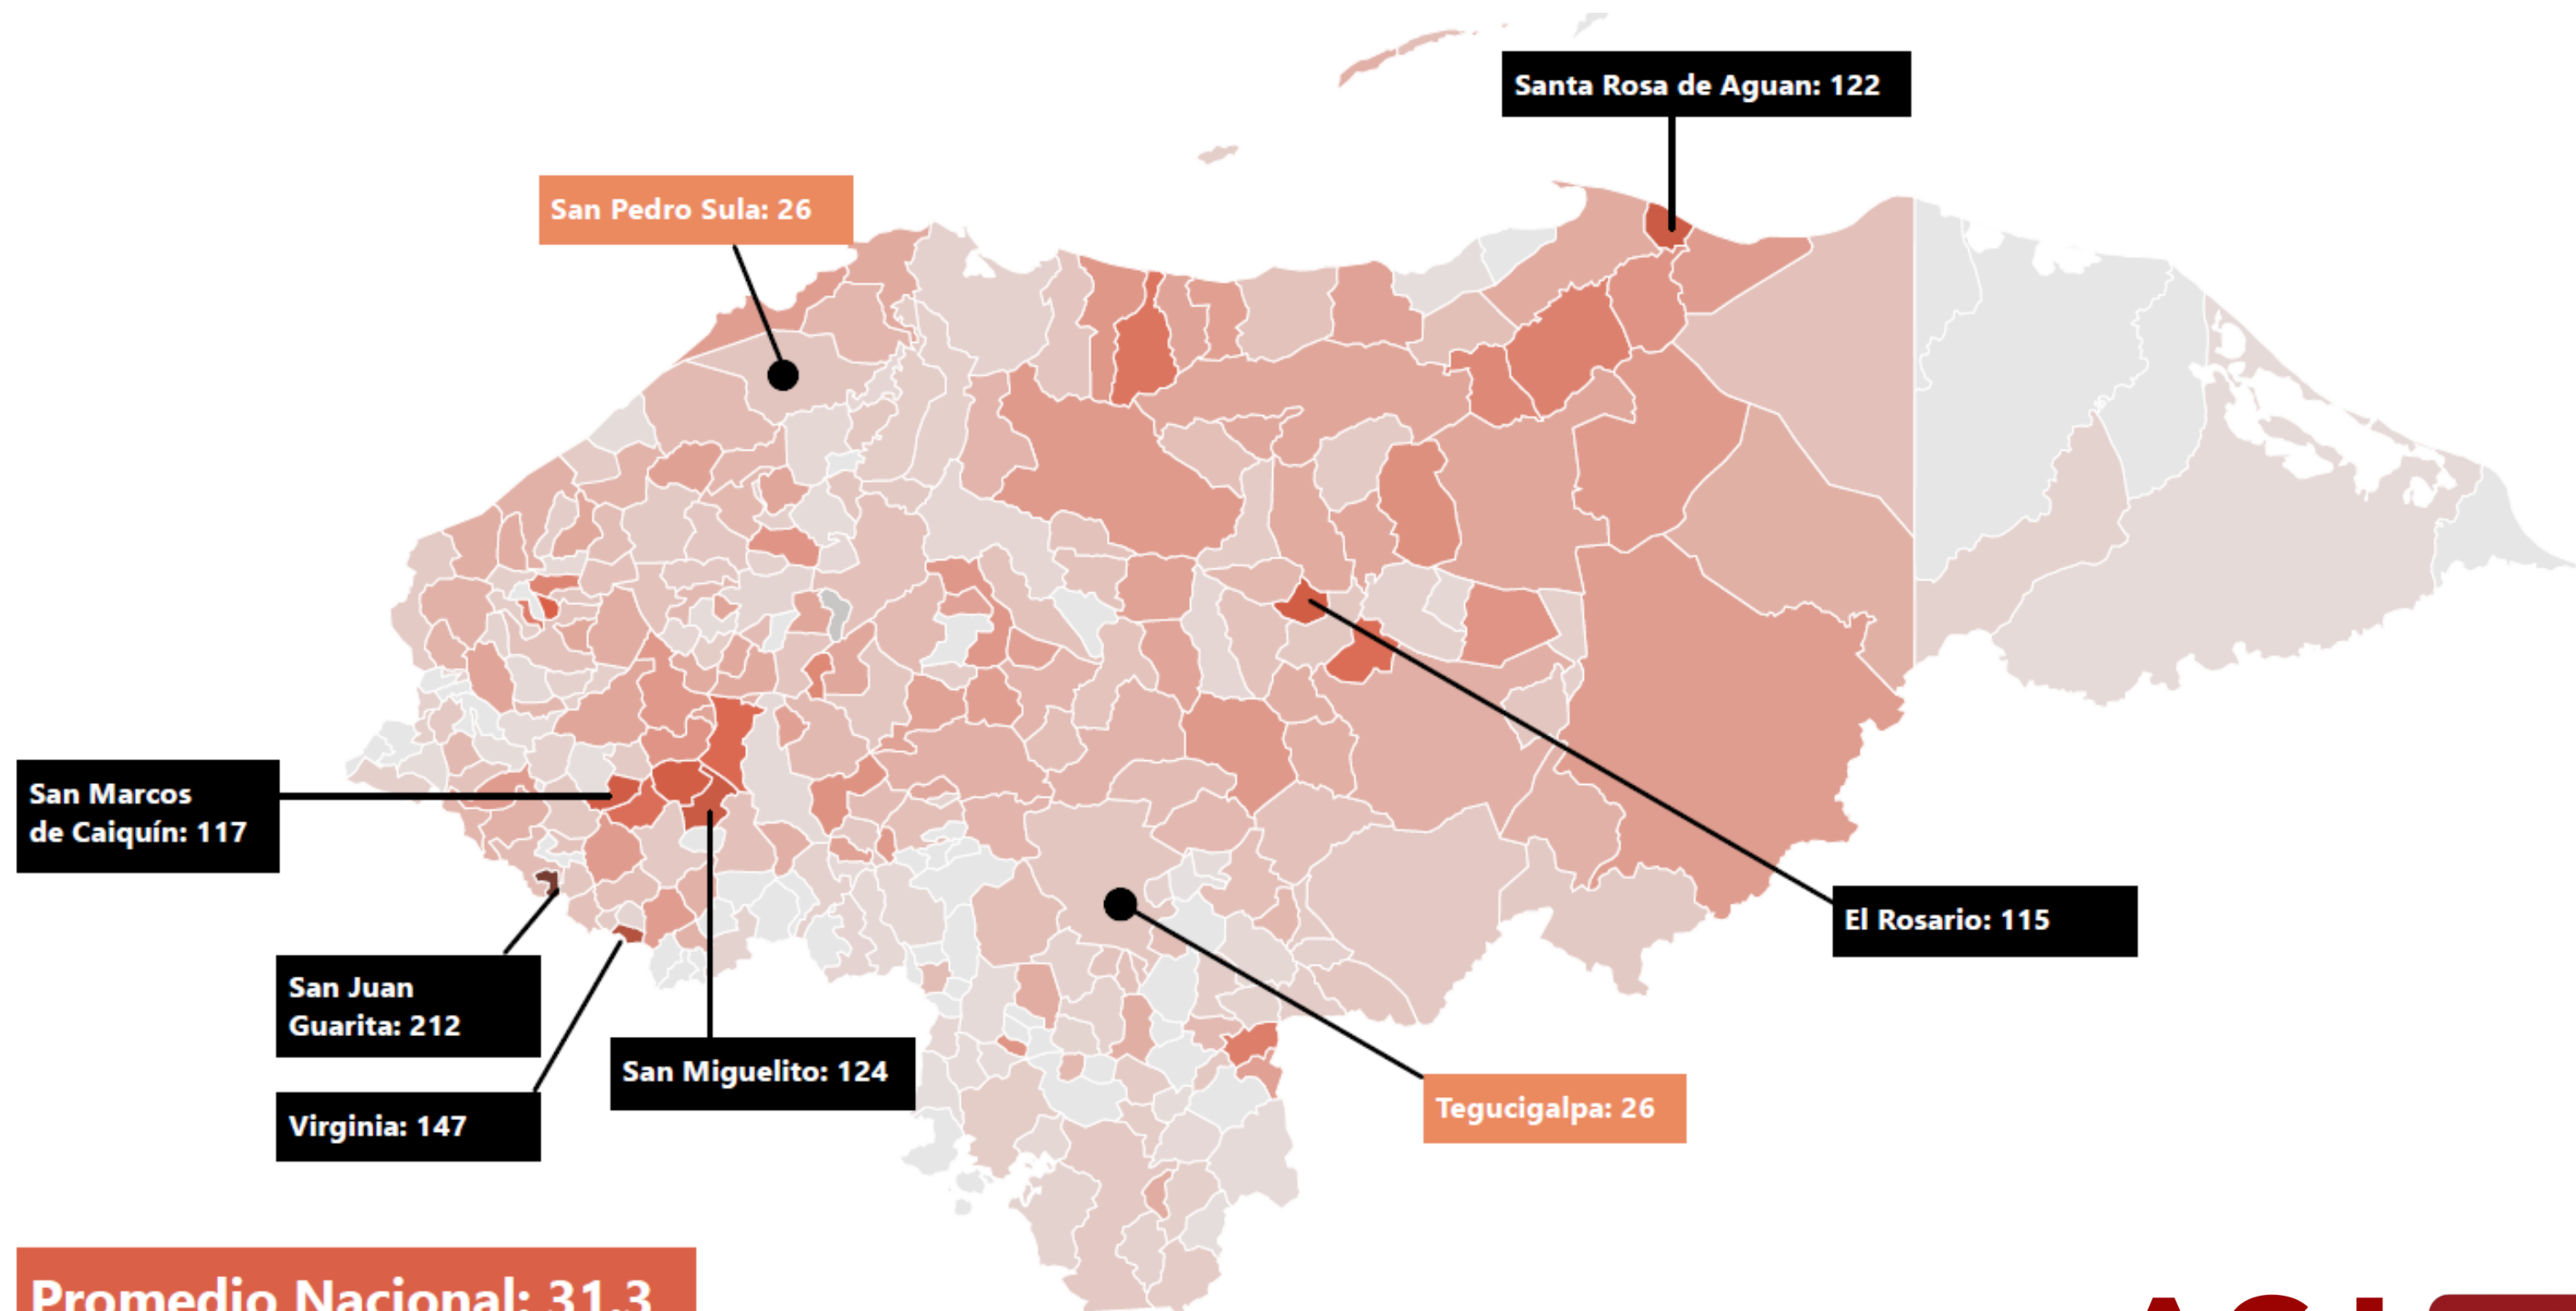 Santa Rosa de Aguan: 122
San Pedro Sula: 26
San Marcos
de Caiquín: 117
El Rosario: 115
San Juan
Guarita: 212
San Miguelito: 124
Tegucigalpa: 26
Virginia: 147
Promedio Nacional: 31.3